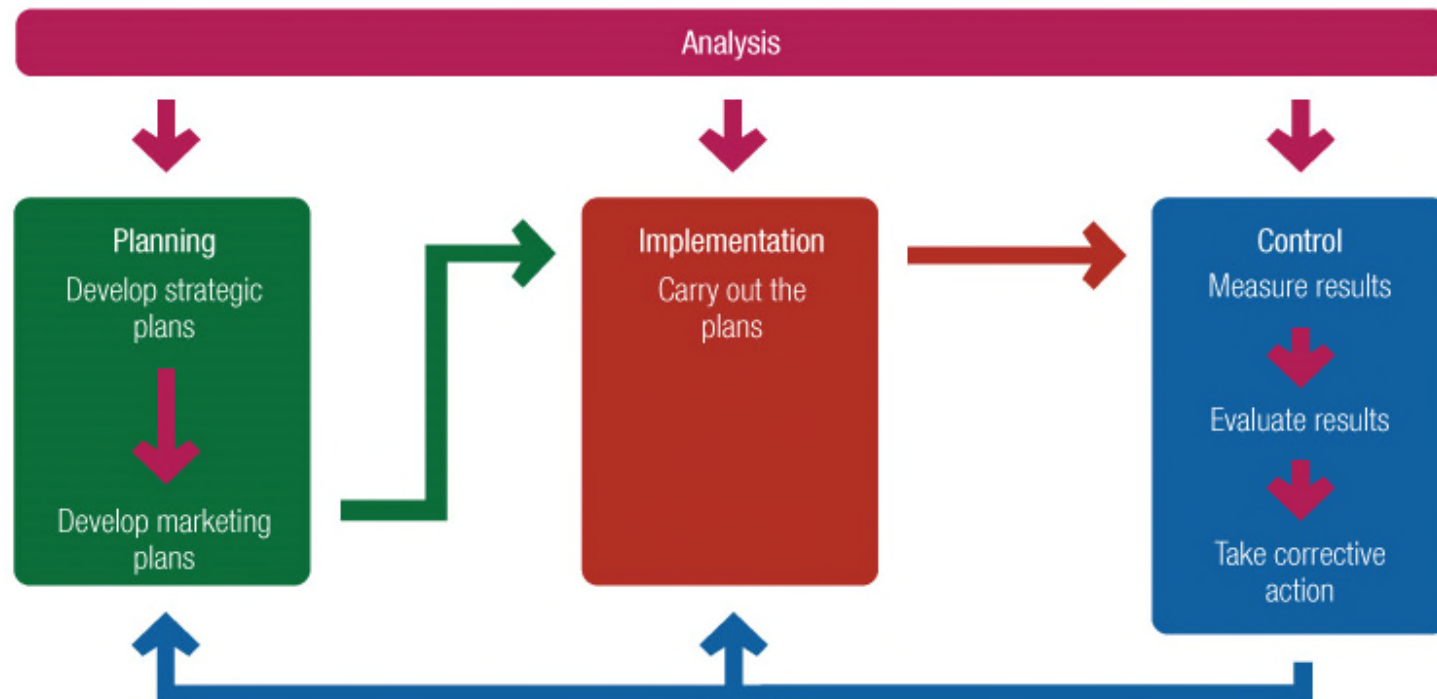 Analysis
Planning
Develop strategic
plans
Develop marketing
plans
Implementation
Carry out the
plans
Control
Measure results
Evaluate results
Take corrective
action